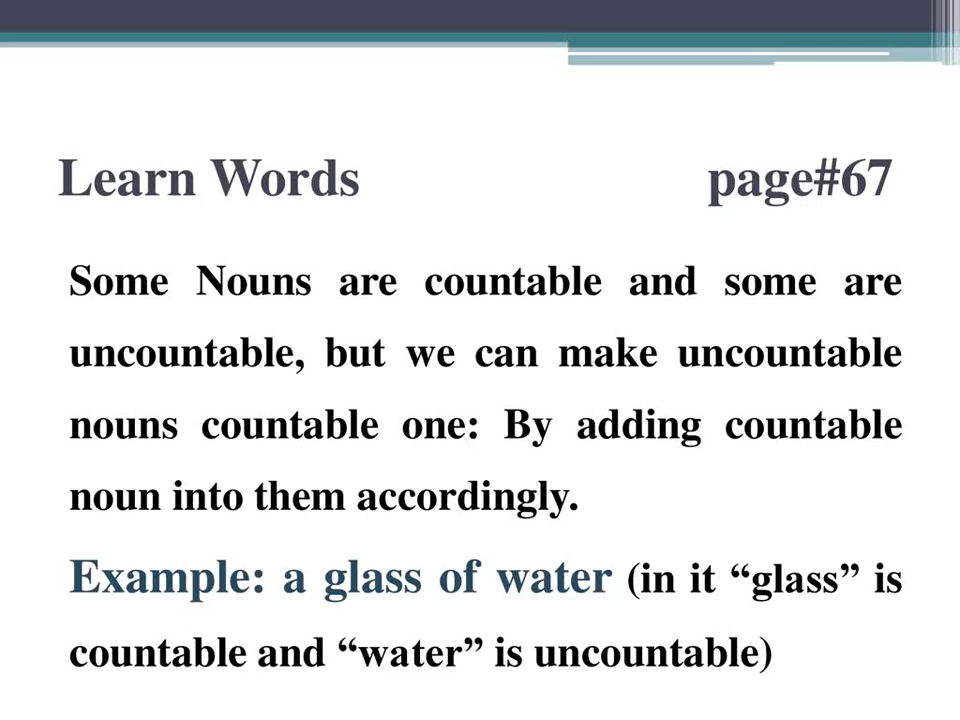 Learn Words page#67
Some Nouns are countable and some are
uncountable, but we can make uncountable
nouns countable one: By adding countable
noun into them accordingly.
Example: a glass of water (in it “glass” is
countable and “water” is uncountable)